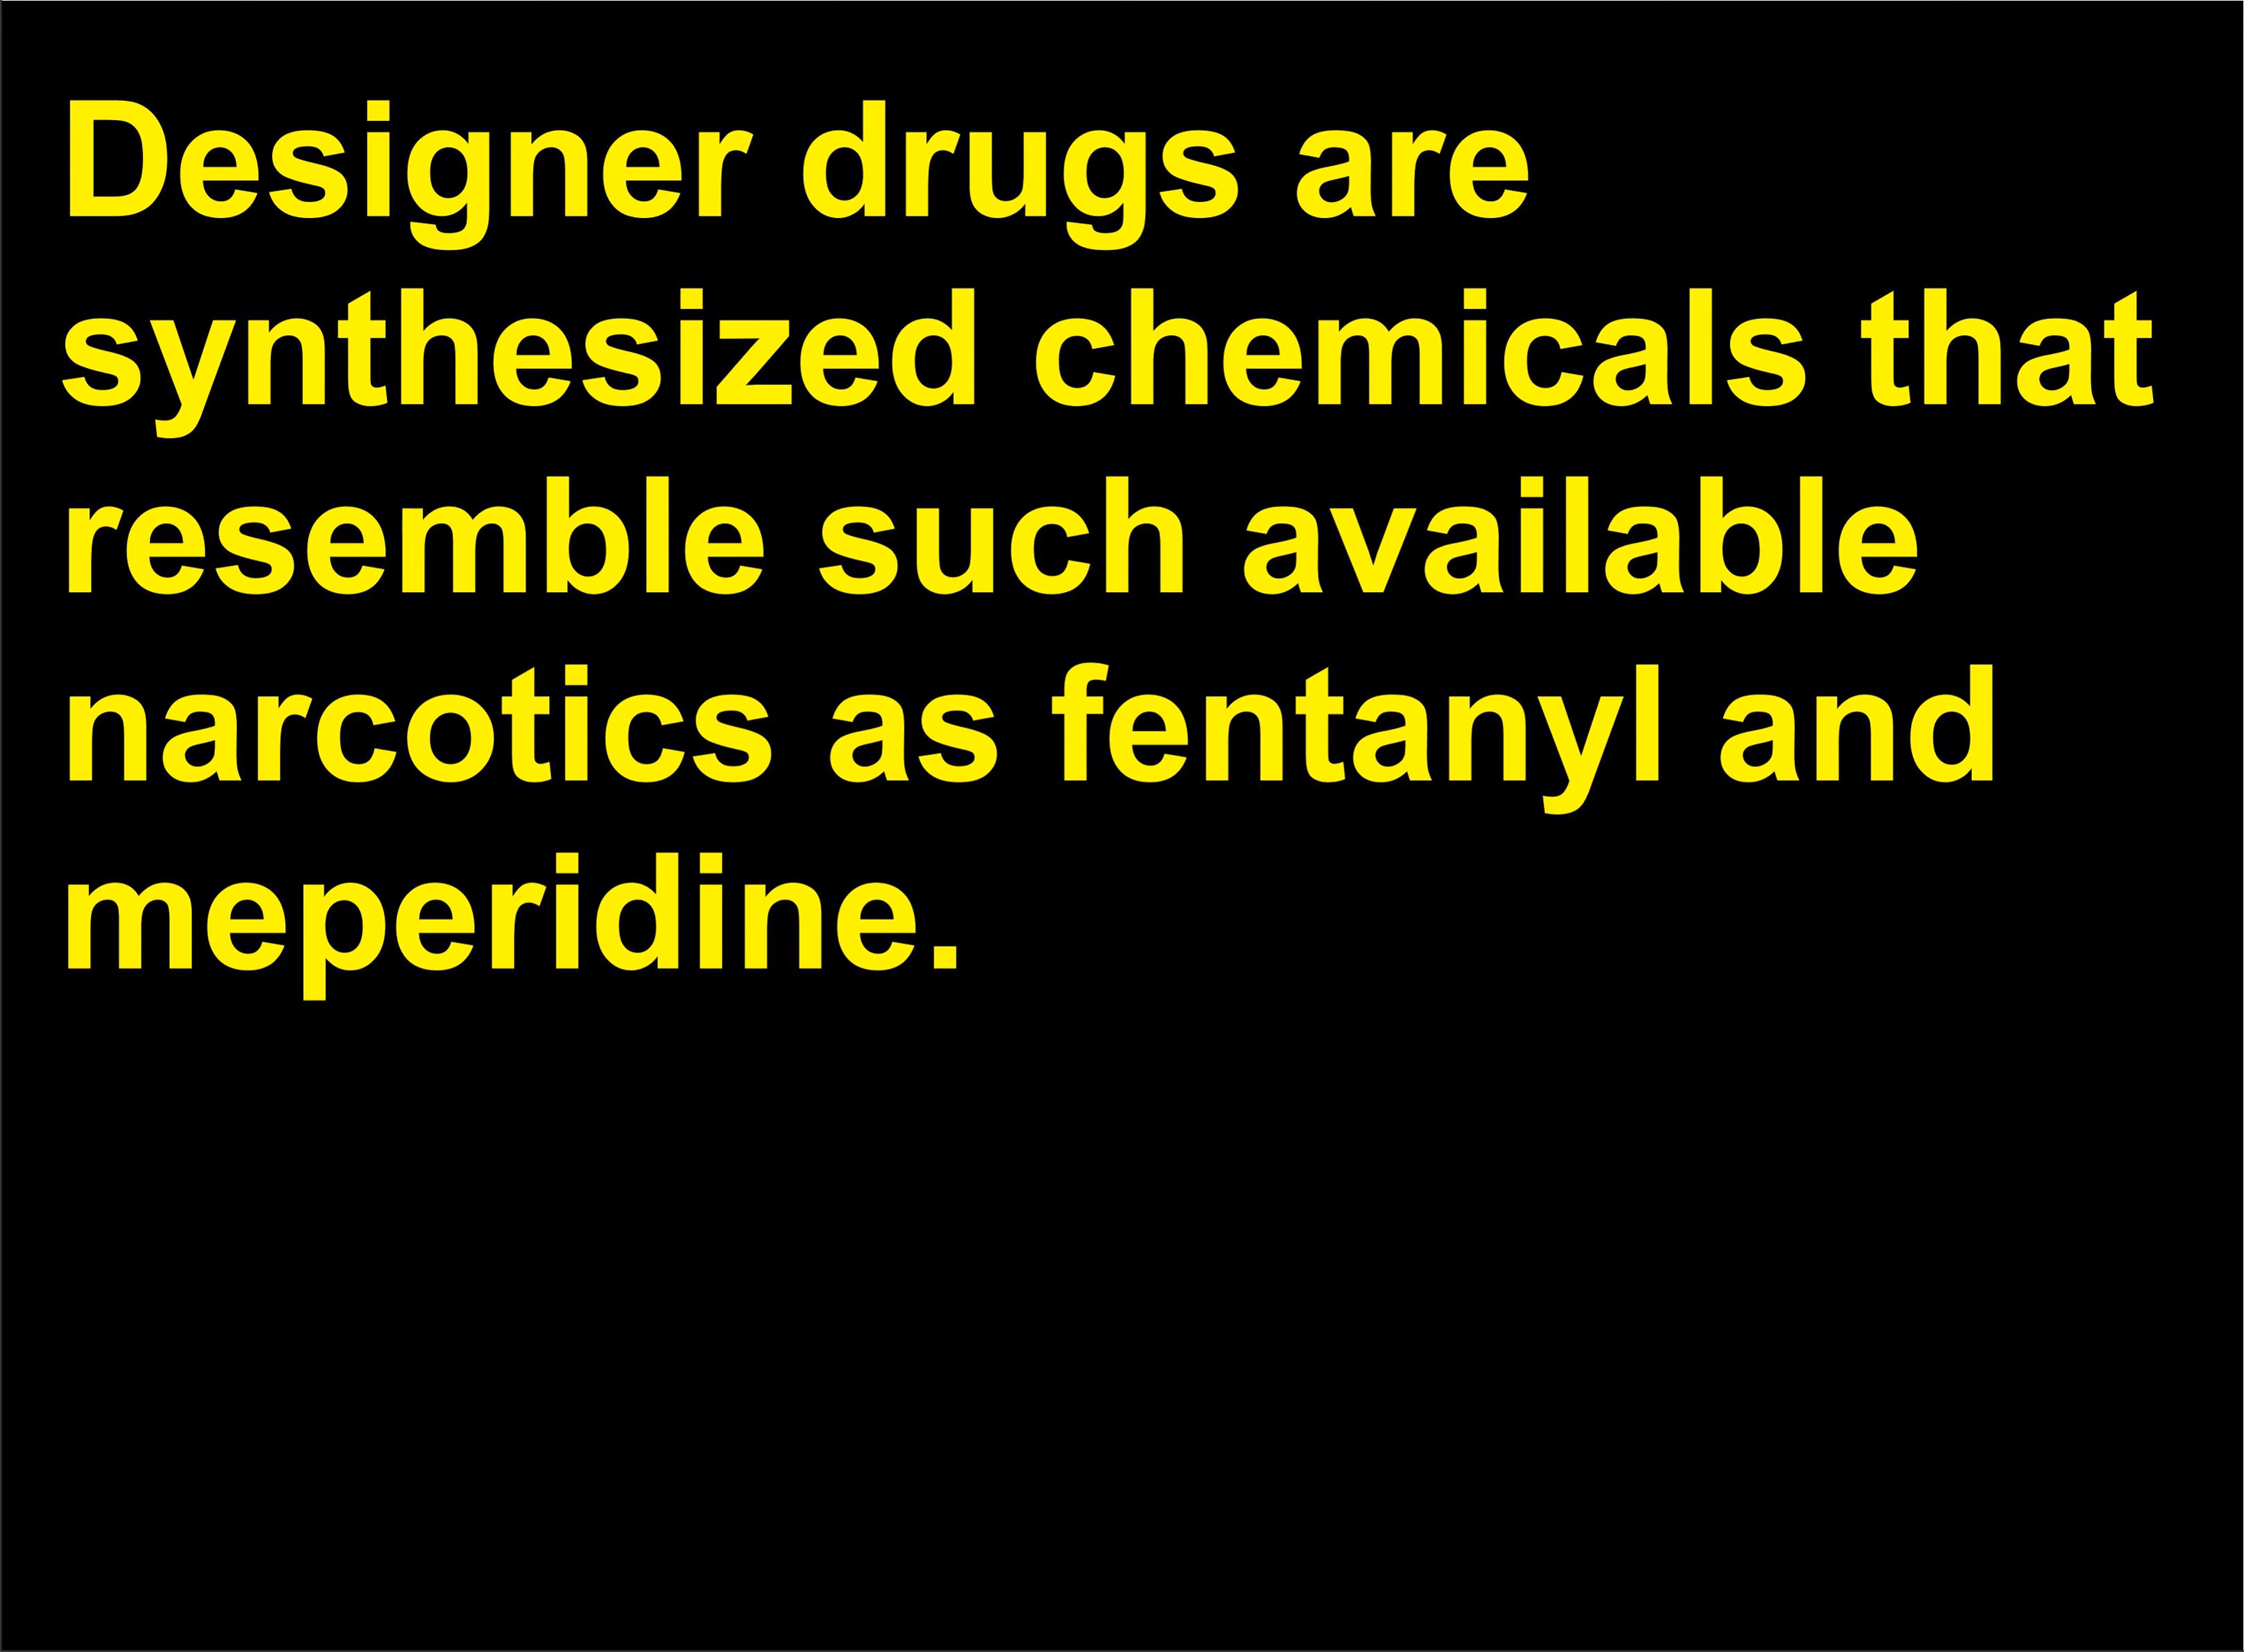 Designer drugs are
synthesized chemicals that
resemble such available
narcotics as fentanyl and
meperidine.